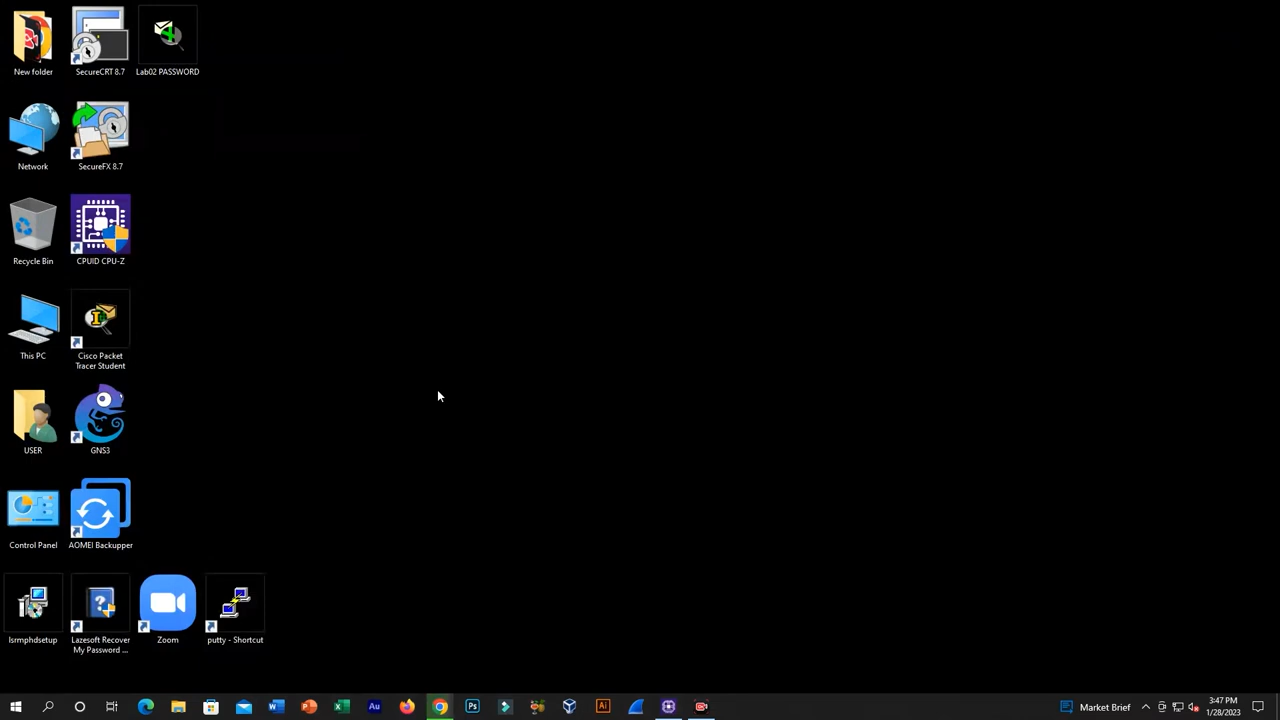 New folder
SecureCRT 8.7
Lab02 PASSWORD
Network
SecureFX 8.7
Recycle Bin
CPUID CPU-Z
This PC
Cisco Packet
Tracer Student
USER
GNS3
Control Panel
AOMEI Backupper
lsrmphdsetup
Lazesoft Recover
My Password ...
Zoom
putty - Shortcut
Market Brief
3:47 PM
1/28/2023